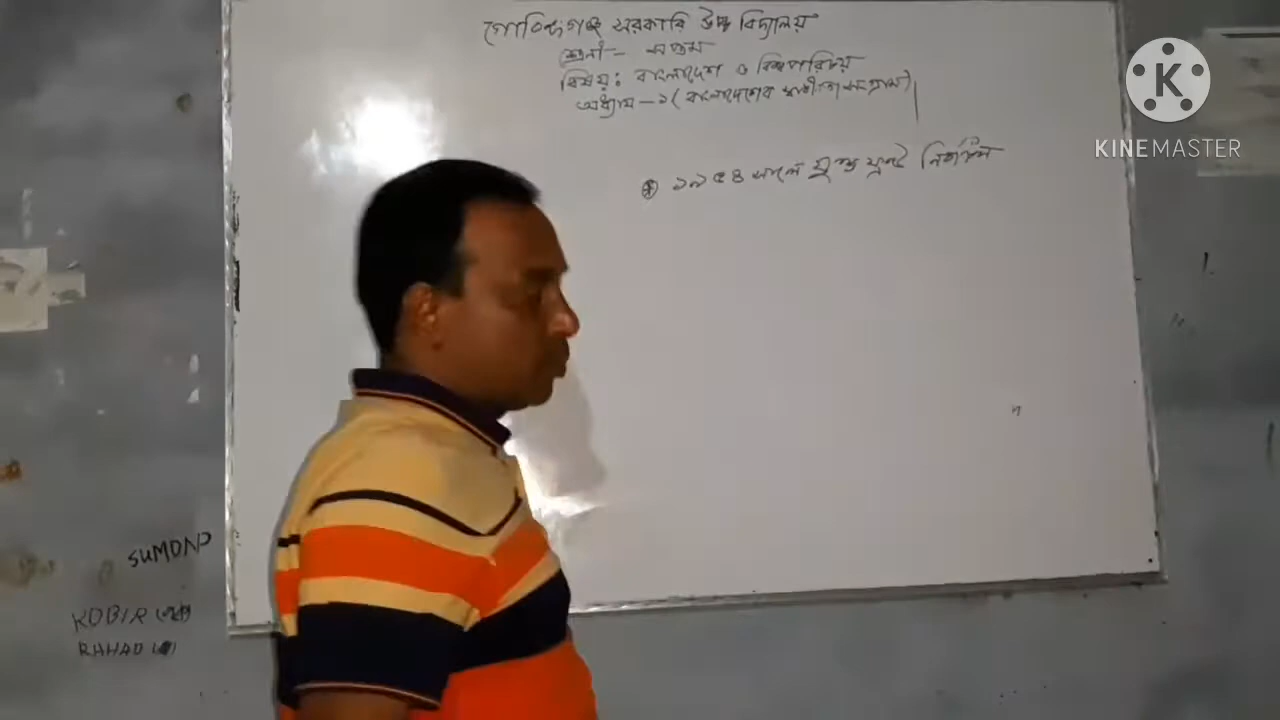 গোবিন্দগঞ্জ সরকারি উচ্চ বিদ্যালয়
শ্রেণী - সপ্তম
বিষয়: বাংলাদেশ ও বিশ্বপরিচয়
অধ্যায় - ১ (বাংলাদেশের স্বাধীনতা সংগ্রাম)
১৯৫৪ সালে যুক্তফ্রন্ট নির্বাচন
K
KINEMASTER
SUMON
KOBIR
RAHAD